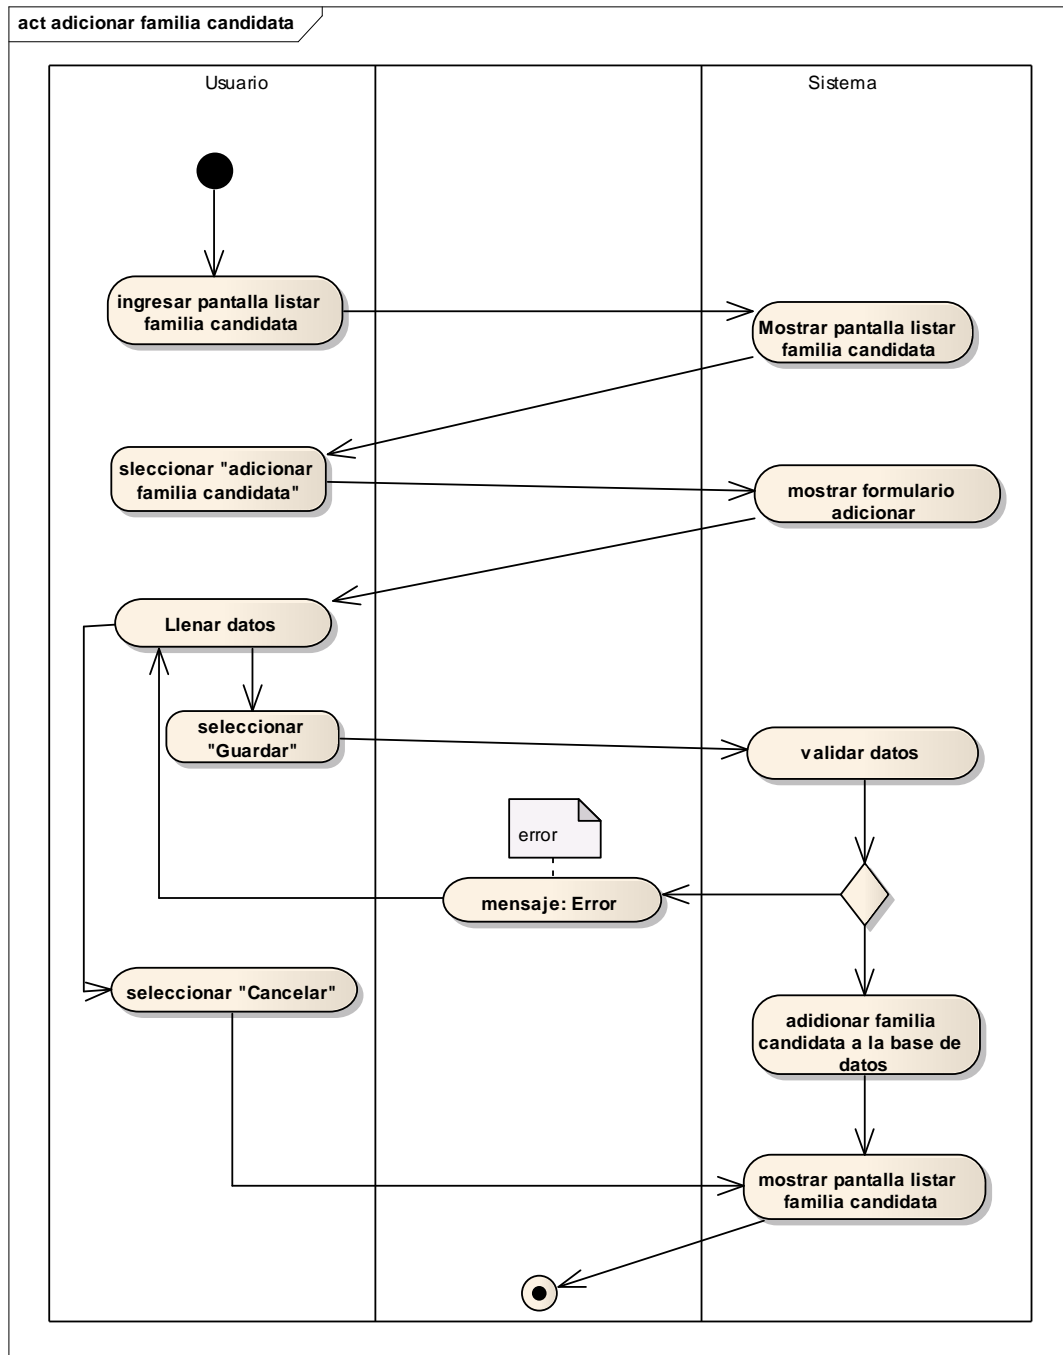 act adicionar familia candidata
Usuario
Sistema
ingresar pantalla listar
familia candidata
Mostrar pantalla listar
familia candidata
sleccionar "adicionar
familia candidata"
mostrar formulario
adicionar
Llenar datos
seleccionar
"Guardar"
validar datos
error
mensaje: Error
seleccionar "Cancelar"
adidionar familia
candidata a la base de
datos
mostrar pantalla listar
familia candidata